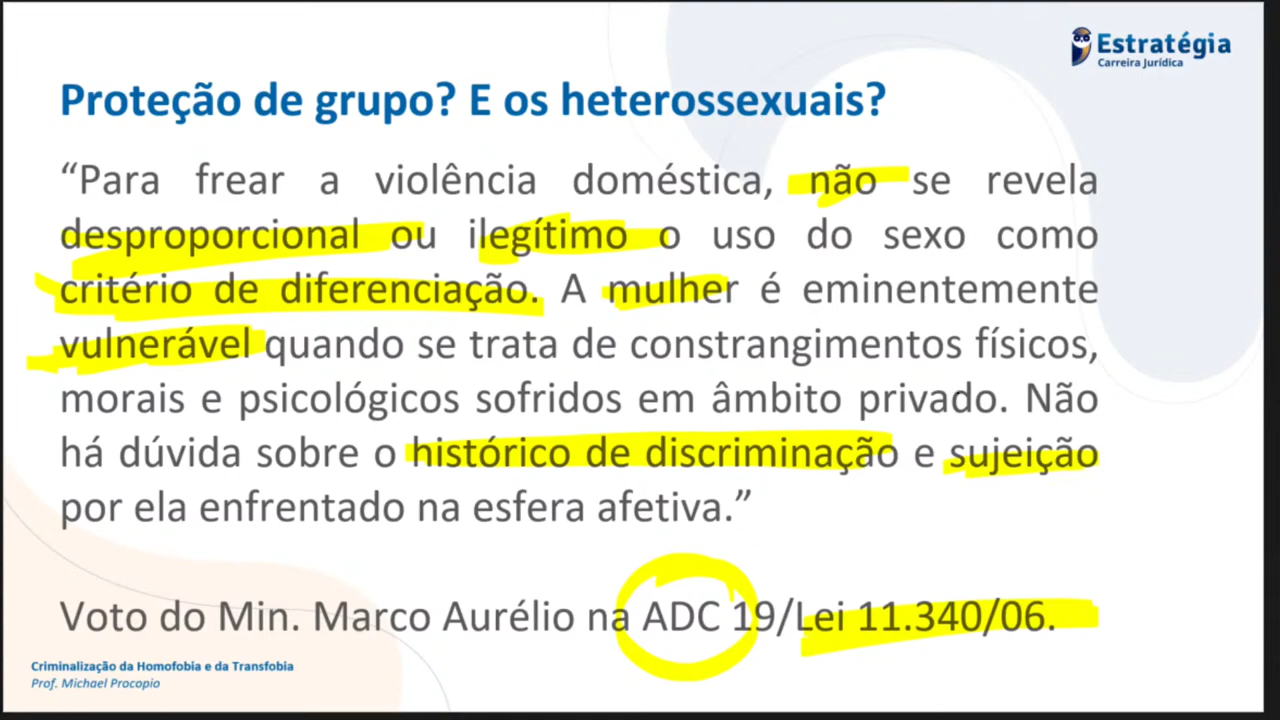 Estratégia
Carreira Jurídica
Proteção de grupo? E os heterossexuais?
“Para frear a violência doméstica, não se revela
desproporcional ou ilegítimo o uso do sexo como
critério de diferenciação. A mulher é eminentemente
vulnerável quando se trata de constrangimentos físicos,
morais e psicológicos sofridos em âmbito privado. Não
há dúvida sobre o histórico de discriminação e sujeição
por ela enfrentado na esfera afetiva.”
Voto do Min. Marco Aurélio na ADC 19/Lei 11.340/06.
Criminalização da Homofobia e da Transfobia
Prof. Michael Procopio